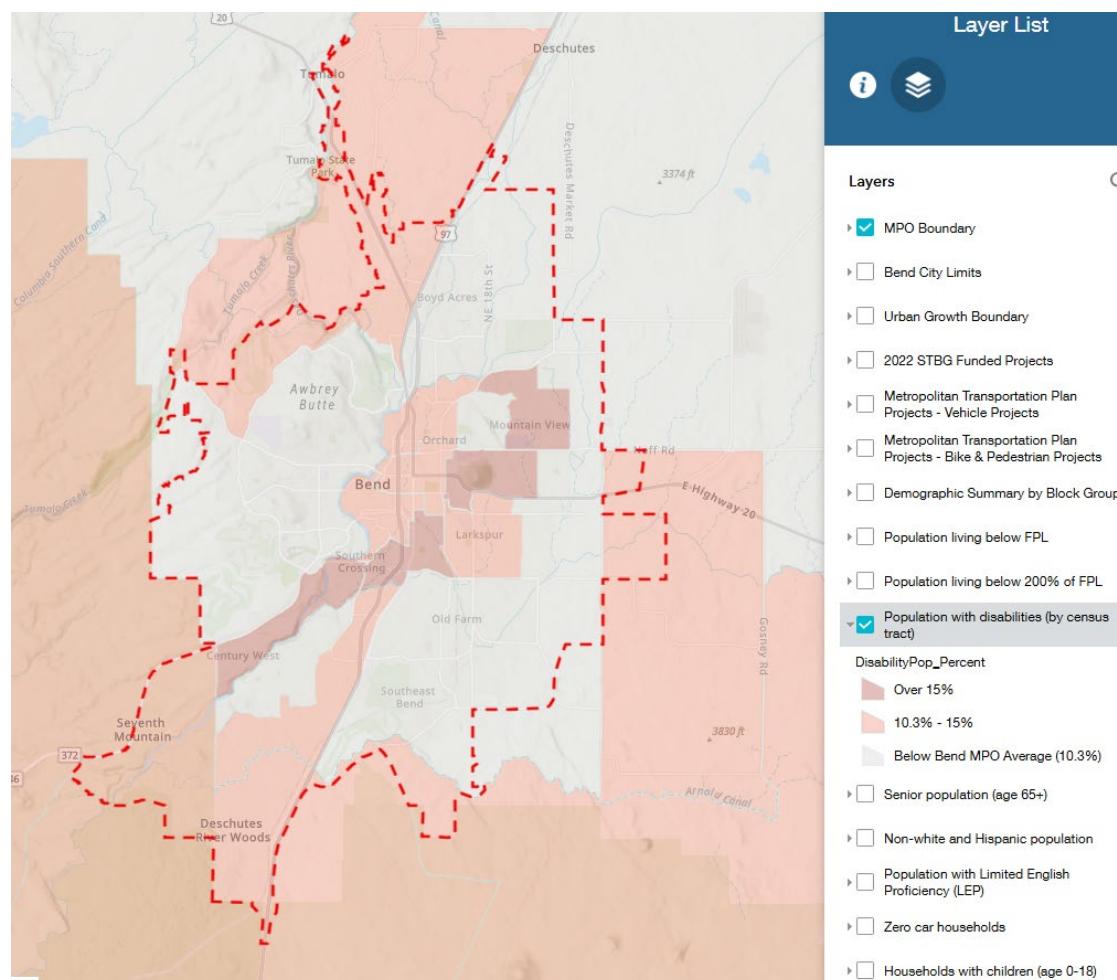 Layer List
Layers
MPO Boundary
Bend City Limits
Urban Growth Boundary
2022 STBG Funded Projects
Metropolitan Transportation Plan
Projects - Vehicle Projects
Metropolitan Transportation Plan
Projects - Bike & Pedestrian Projects
Demographic Summary by Block Group
Population living below FPL
Population living below 200% of FPL
Population with disabilities (by census
tract)
DisabilityPop_Percent
Over 15%
10.3% - 15%
Below Bend MPO Average (10.3%)
Senior population (age 65+)
Non-white and Hispanic population
Population with Limited English
Proficiency (LEP)
Zero car households
Households with children (age 0-18)
20
Canal
Deschutes
Tumalo
Deschutes Market Rd
Tumalo State
Park
3374 ft
Columbia Southern Canal
Tumalo Creek
Deschutes River
97
NE 18th St
Boyd Acres
Awbrey
Butte
Mountain View
Orchard
Neff Rd
Bend
E Highway 20
Tumalo Creek
Larkspur
Southern
Crossing
Old Farm
Gosney Rd
Century West
Southeast
Bend
Seventh
Mountain
3830 ft
372
46
Arnold Canal
Deschutes
River Woods